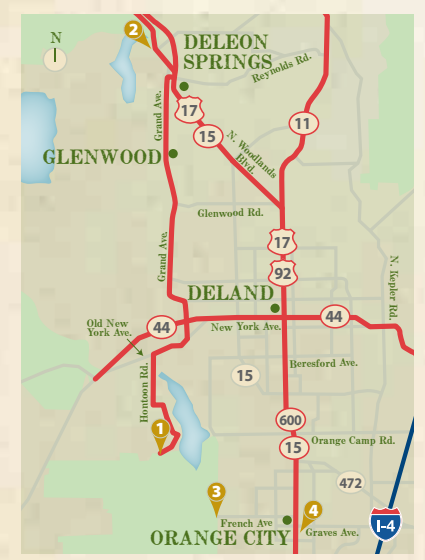 2
N
DELEON
SPRINGS
Reynolds Rd.
Grand Ave.
17
15
11
N. Woodlands
Blvd.
GLENWOOD
Glenwood Rd.
Grand Ave.
17
92
N. Kepler Rd.
DELAND
Old New
York Ave.
44
New York Ave.
44
Hontoon Rd.
15
Beresford Ave.
1
600
15
Orange Camp Rd.
472
3
4
French Ave
Graves Ave.
I-4
ORANGE CITY